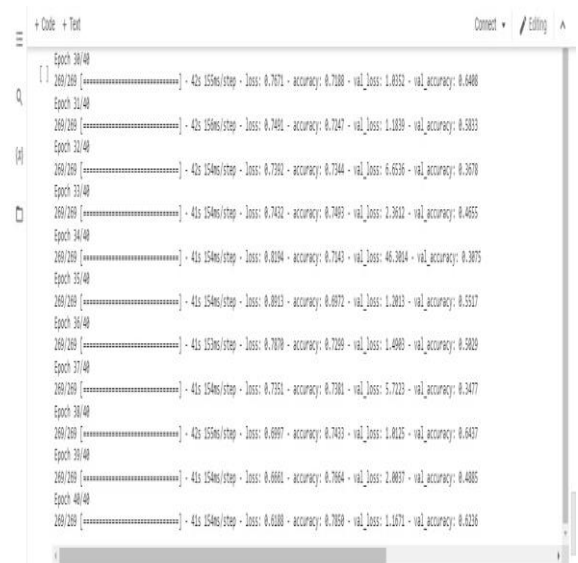 + Code + Text Connect Editing
Epoch 30/40
[ ] 269/269 [==============================] - 42s 155ms/step - loss: 0.7671 - accuracy: 0.7188 - val_loss: 1.0352 - val_accuracy: 0.6408
Epoch 31/40
269/269 [==============================] - 42s 156ms/step - loss: 0.7491 - accuracy: 0.7247 - val_loss: 1.1839 - val_accuracy: 0.5833
Epoch 32/40
269/269 [==============================] - 42s 154ms/step - loss: 0.7392 - accuracy: 0.7344 - val_loss: 6.6536 - val_accuracy: 0.3678
Epoch 33/40
269/269 [==============================] - 41s 154ms/step - loss: 0.7432 - accuracy: 0.7493 - val_loss: 2.3612 - val_accuracy: 0.4655
Epoch 34/40
269/269 [==============================] - 41s 154ms/step - loss: 0.8194 - accuracy: 0.7143 - val_loss: 46.3014 - val_accuracy: 0.3075
Epoch 35/40
269/269 [==============================] - 41s 154ms/step - loss: 0.8913 - accuracy: 0.6972 - val_loss: 1.2013 - val_accuracy: 0.5517
Epoch 36/40
269/269 [==============================] - 41s 153ms/step - loss: 0.7870 - accuracy: 0.7299 - val_loss: 1.4903 - val_accuracy: 0.5029
Epoch 37/40
269/269 [==============================] - 41s 154ms/step - loss: 0.7351 - accuracy: 0.7381 - val_loss: 5.7223 - val_accuracy: 0.3477
Epoch 38/40
269/269 [==============================] - 42s 155ms/step - loss: 0.6997 - accuracy: 0.7433 - val_loss: 1.0125 - val_accuracy: 0.6437
Epoch 39/40
269/269 [==============================] - 41s 154ms/step - loss: 0.6661 - accuracy: 0.7664 - val_loss: 2.0037 - val_accuracy: 0.4885
Epoch 40/40
269/269 [==============================] - 41s 154ms/step - loss: 0.6188 - accuracy: 0.7850 - val_loss: 1.1671 - val_accuracy: 0.6236